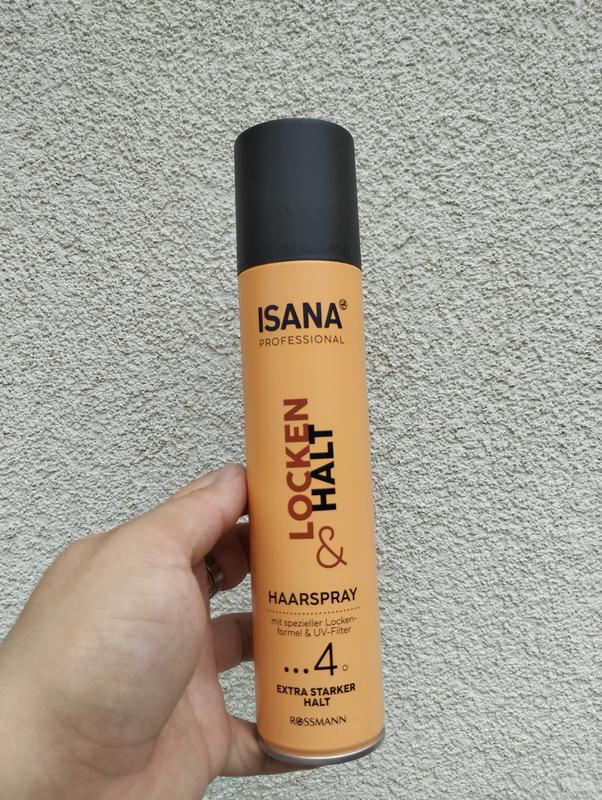 ISANA
PROFESSIONAL
LOCKEN
& HALT
HAARSPRAY
mit spezieller Locken-
formel & UV-Filter
...4
EXTRA STARKER
HALT
ROSSMANN